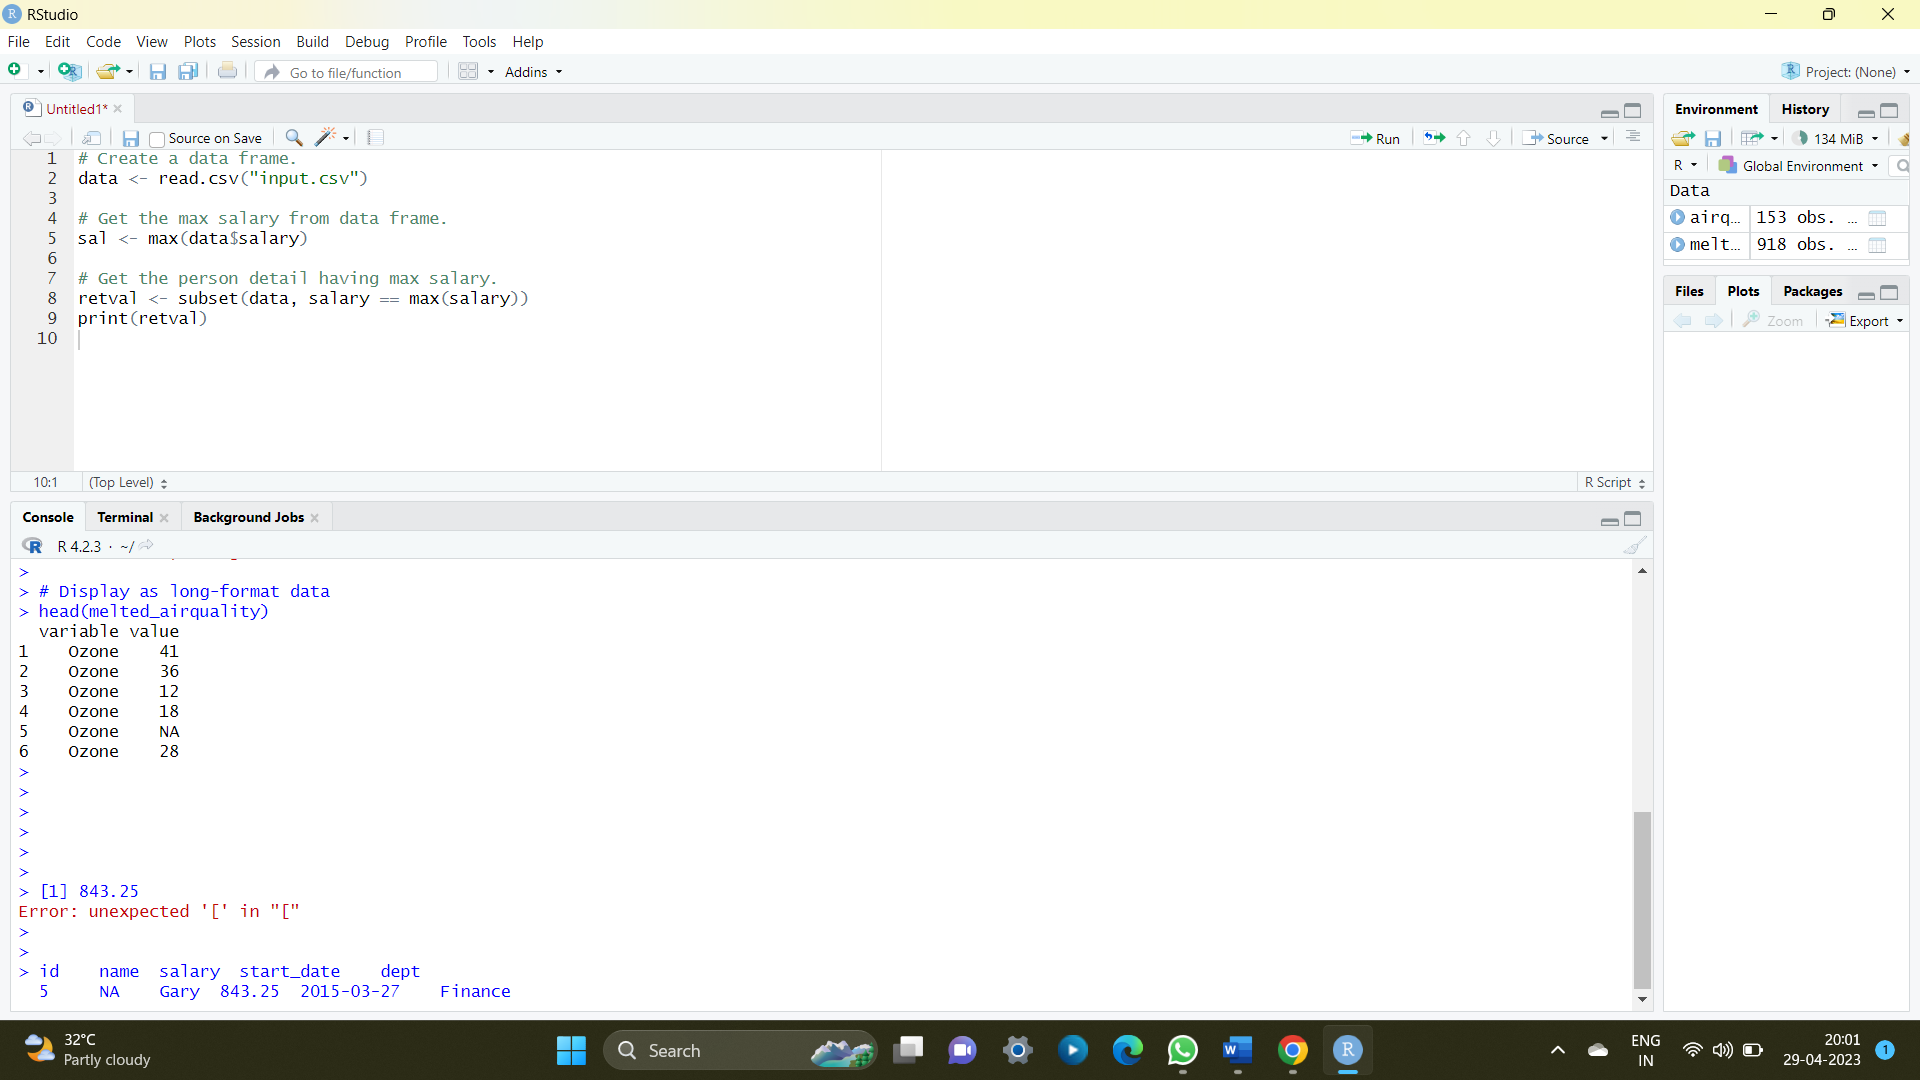 RStudio
File Edit Code View Plots Session Build Debug Profile Tools Help
Go to file/function Addins Project: (None)
Untitled1*
Source on Save Run Source
1 # Create a data frame.
2 data <- read.csv("input.csv")
3
4 # Get the max salary from data frame.
5 sal <- max(data$salary)
6
7 # Get the person detail having max salary.
8 retval <- subset(data, salary == max(salary))
9 print(retval)
10
10:1 (Top Level) R Script
Console Terminal Background Jobs
R 4.2.3 · ~/
>
> # Display as long-format data
> head(melted_airquality)
variable value
1 Ozone 41
2 Ozone 36
3 Ozone 12
4 Ozone 18
5 Ozone NA
6 Ozone 28
>
>
>
>
>
>
> [1] 843.25
Error: unexpected '[' in "["
>
>
> id name salary start_date dept
5 NA Gary 843.25 2015-03-27 Finance
Environment History
134 MiB
R Global Environment
Data
airq… 153 obs. …
melt… 918 obs. …
Files Plots Packages
Zoom Export
32°C
Partly cloudy
Search
ENG
IN
20:01
29-04-2023
1